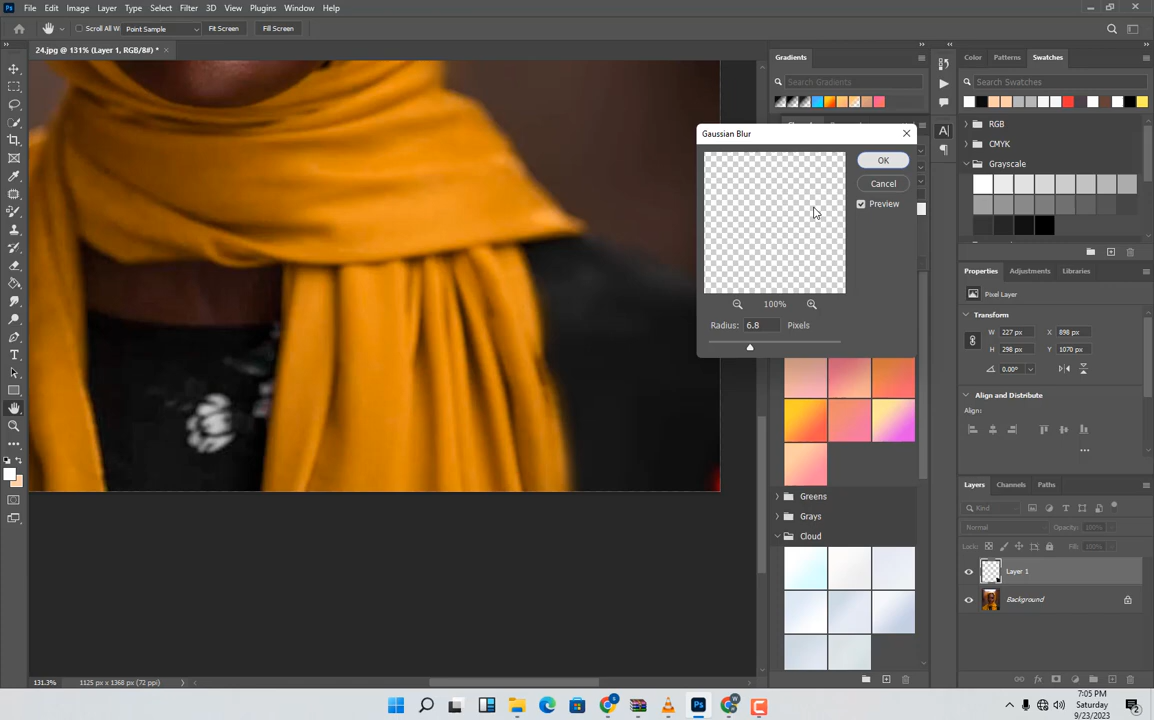 Ps File Edit Image Layer Type Select Filter 3D View Plugins Window Help
Scroll All W Point Sample Fit Screen Fill Screen
24.jpg @ 131% (Layer 1, RGB/8#) * ×
Gradients
Search Gradients
Color Patterns Swatches
Search Swatches
RGB
CMYK
Grayscale
Gaussian Blur
OK
Cancel
Preview
100%
Radius: 6.8 Pixels
Greens
Grays
Cloud
Properties Adjustments Libraries
Pixel Layer
Transform
W 227 px X 898 px
H 298 px Y 1070 px
0.00°
Align and Distribute
Align:
Layers Channels Paths
Kind
Normal Opacity: 100%
Lock: Fill: 100%
Layer 1
Background
131.3% 1125 px x 1368 px (72 ppi)
7:05 PM
Saturday
9/23/2023
2